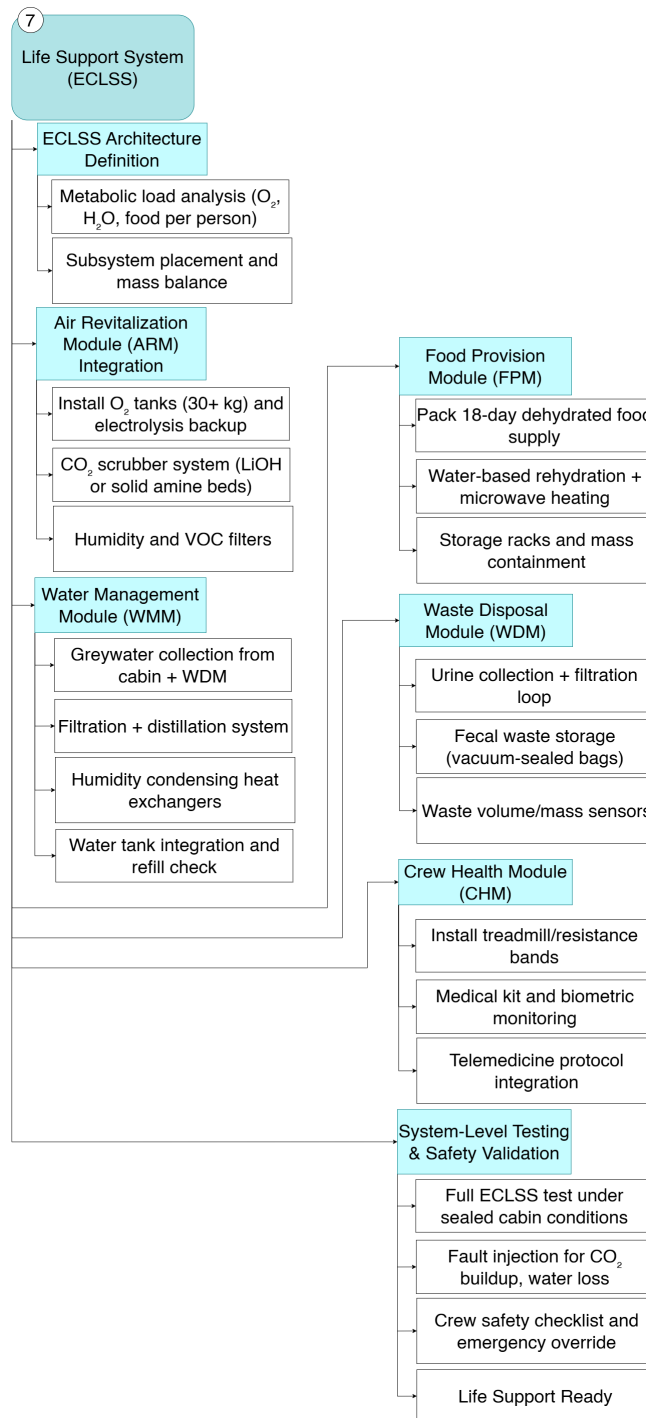 7
Life Support System
(ECLSS)
ECLSS Architecture
Definition
Metabolic load analysis (O₂,
H₂O, food per person)
Subsystem placement and
mass balance
Air Revitalization
Module (ARM)
Integration
Install O₂ tanks (30+ kg) and
electrolysis backup
CO₂ scrubber system (LiOH
or solid amine beds)
Humidity and VOC filters
Water Management
Module (WMM)
Greywater collection from
cabin + WDM
Filtration + distillation system
Humidity condensing heat
exchangers
Water tank integration and
refill check
Food Provision
Module (FPM)
Pack 18-day dehydrated food
supply
Water-based rehydration +
microwave heating
Storage racks and mass
containment
Waste Disposal
Module (WDM)
Urine collection + filtration
loop
Fecal waste storage
(vacuum-sealed bags)
Waste volume/mass sensors
Crew Health Module
(CHM)
Install treadmill/resistance
bands
Medical kit and biometric
monitoring
Telemedicine protocol
integration
System-Level Testing
& Safety Validation
Full ECLSS test under
sealed cabin conditions
Fault injection for CO₂
buildup, water loss
Crew safety checklist and
emergency override
Life Support Ready